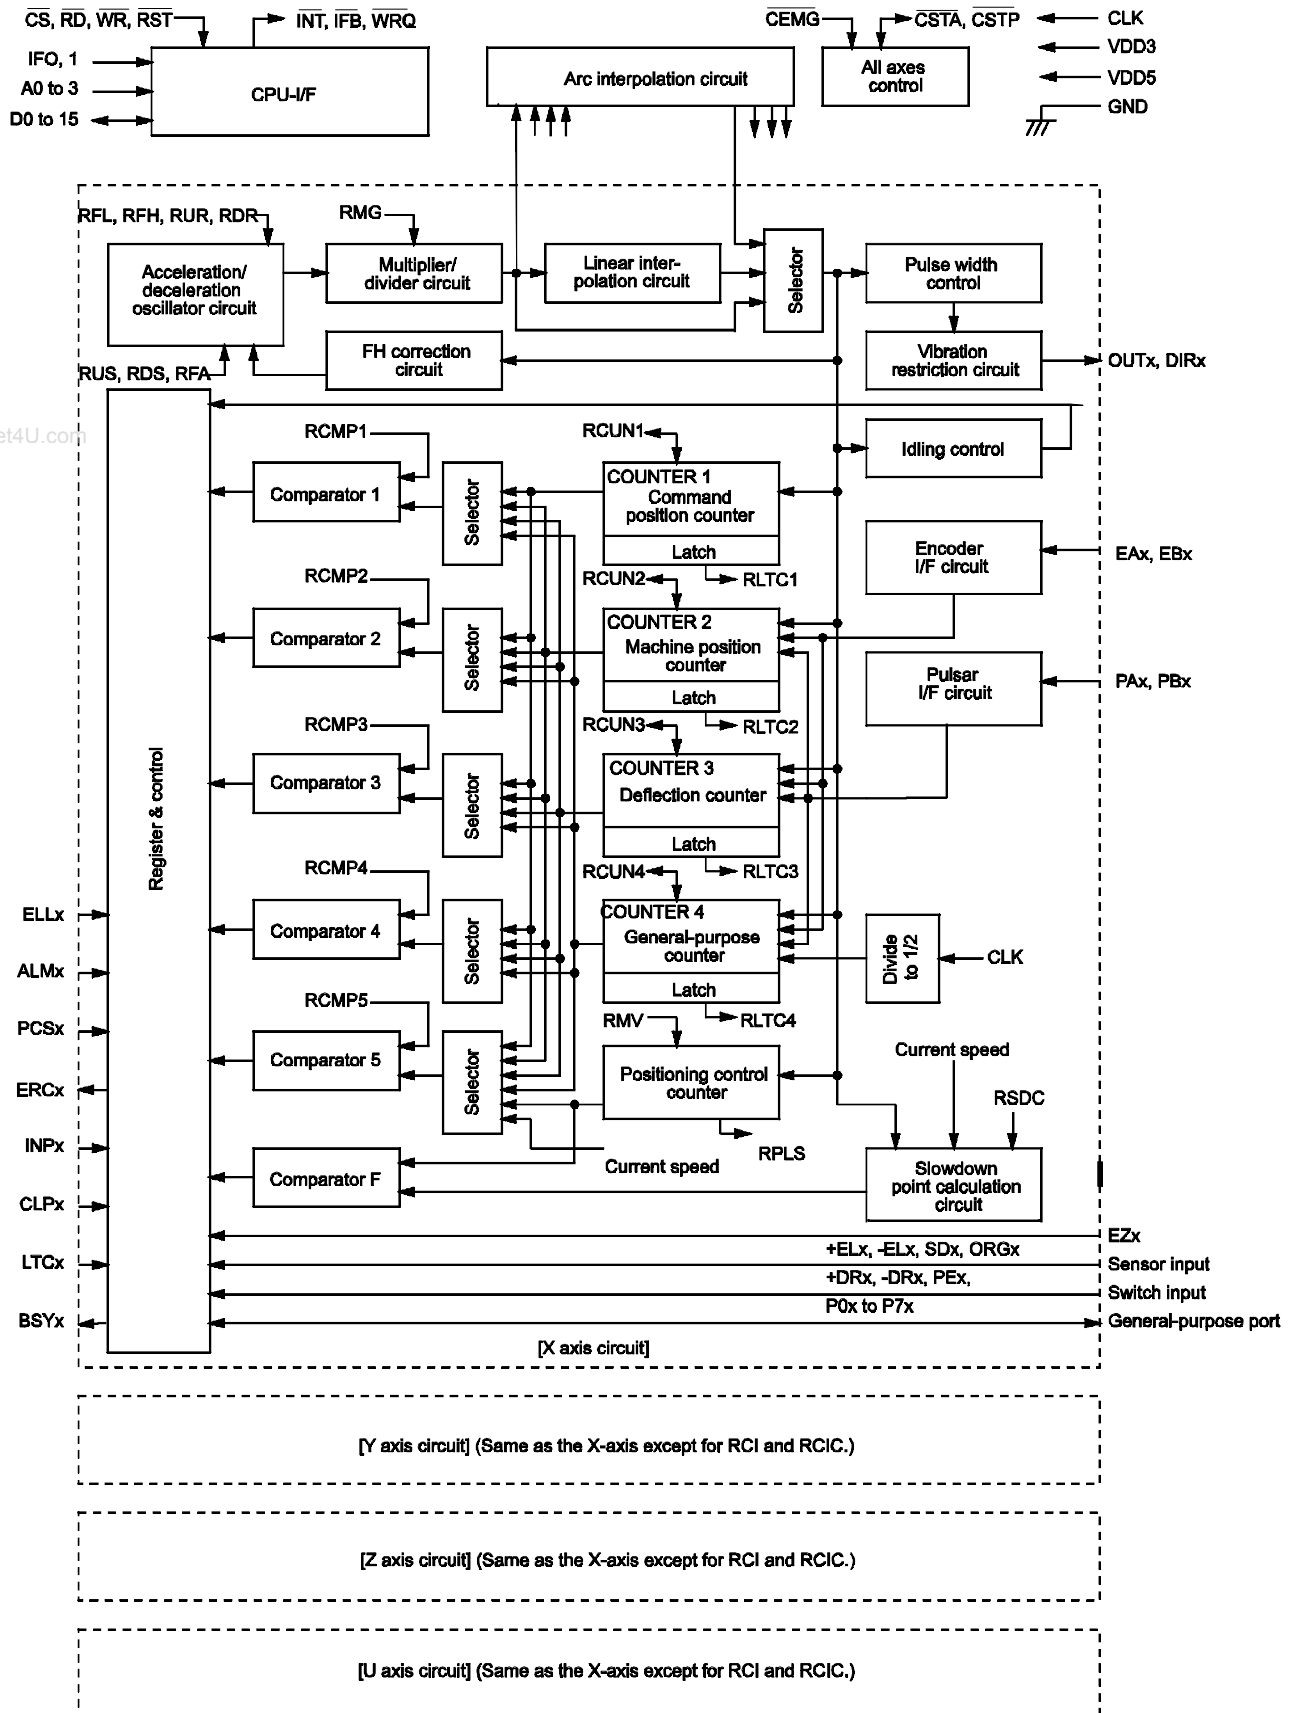 CS, RD, WR, RST
INT, IFB, WRQ
CEMG
CSTA, CSTP
CLK
IFO, 1
VDD3
A0 to 3
VDD5
D0 to 15
GND
CPU-I/F
Arc interpolation circuit
All axes
control
RFL, RFH, RUR, RDR
RMG
Acceleration/
deceleration
oscillator circuit
Multiplier/
divider circuit
Linear inter-
polation circuit
Selector
Pulse width
control
FH correction
circuit
Vibration
restriction circuit
OUTx, DIRx
RUS, RDS, RFA
et4U.com
RCMP1
RCUN1
Idling control
Comparator 1
Selector
COUNTER 1
Command
position counter
Latch
RLTC1
Encoder
I/F circuit
EAx, EBx
RCMP2
RCUN2
Comparator 2
Selector
COUNTER 2
Machine position
counter
Latch
RLTC2
Pulsar
I/F circuit
PAx, PBx
RCMP3
RCUN3
Register & control
Comparator 3
Selector
COUNTER 3
Deflection counter
Latch
RLTC3
RCMP4
RCUN4
Comparator 4
Selector
COUNTER 4
General-purpose
counter
Latch
RLTC4
Divide
to 1/2
CLK
ELLx
ALMx
PCSx
ERCx
INPx
CLPx
LTCx
BSYx
RCMP5
RMV
Comparator 5
Selector
Positioning control
counter
RPLS
Current speed
RSDC
Current speed
Comparator F
Slowdown
point calculation
circuit
EZx
+ELx, -ELx, SDx, ORGx
Sensor input
+DRx, -DRx, PEx,
Switch input
P0x to P7x
General-purpose port
[X axis circuit]
[Y axis circuit] (Same as the X-axis except for RCI and RCIC.)
[Z axis circuit] (Same as the X-axis except for RCI and RCIC.)
[U axis circuit] (Same as the X-axis except for RCI and RCIC.)